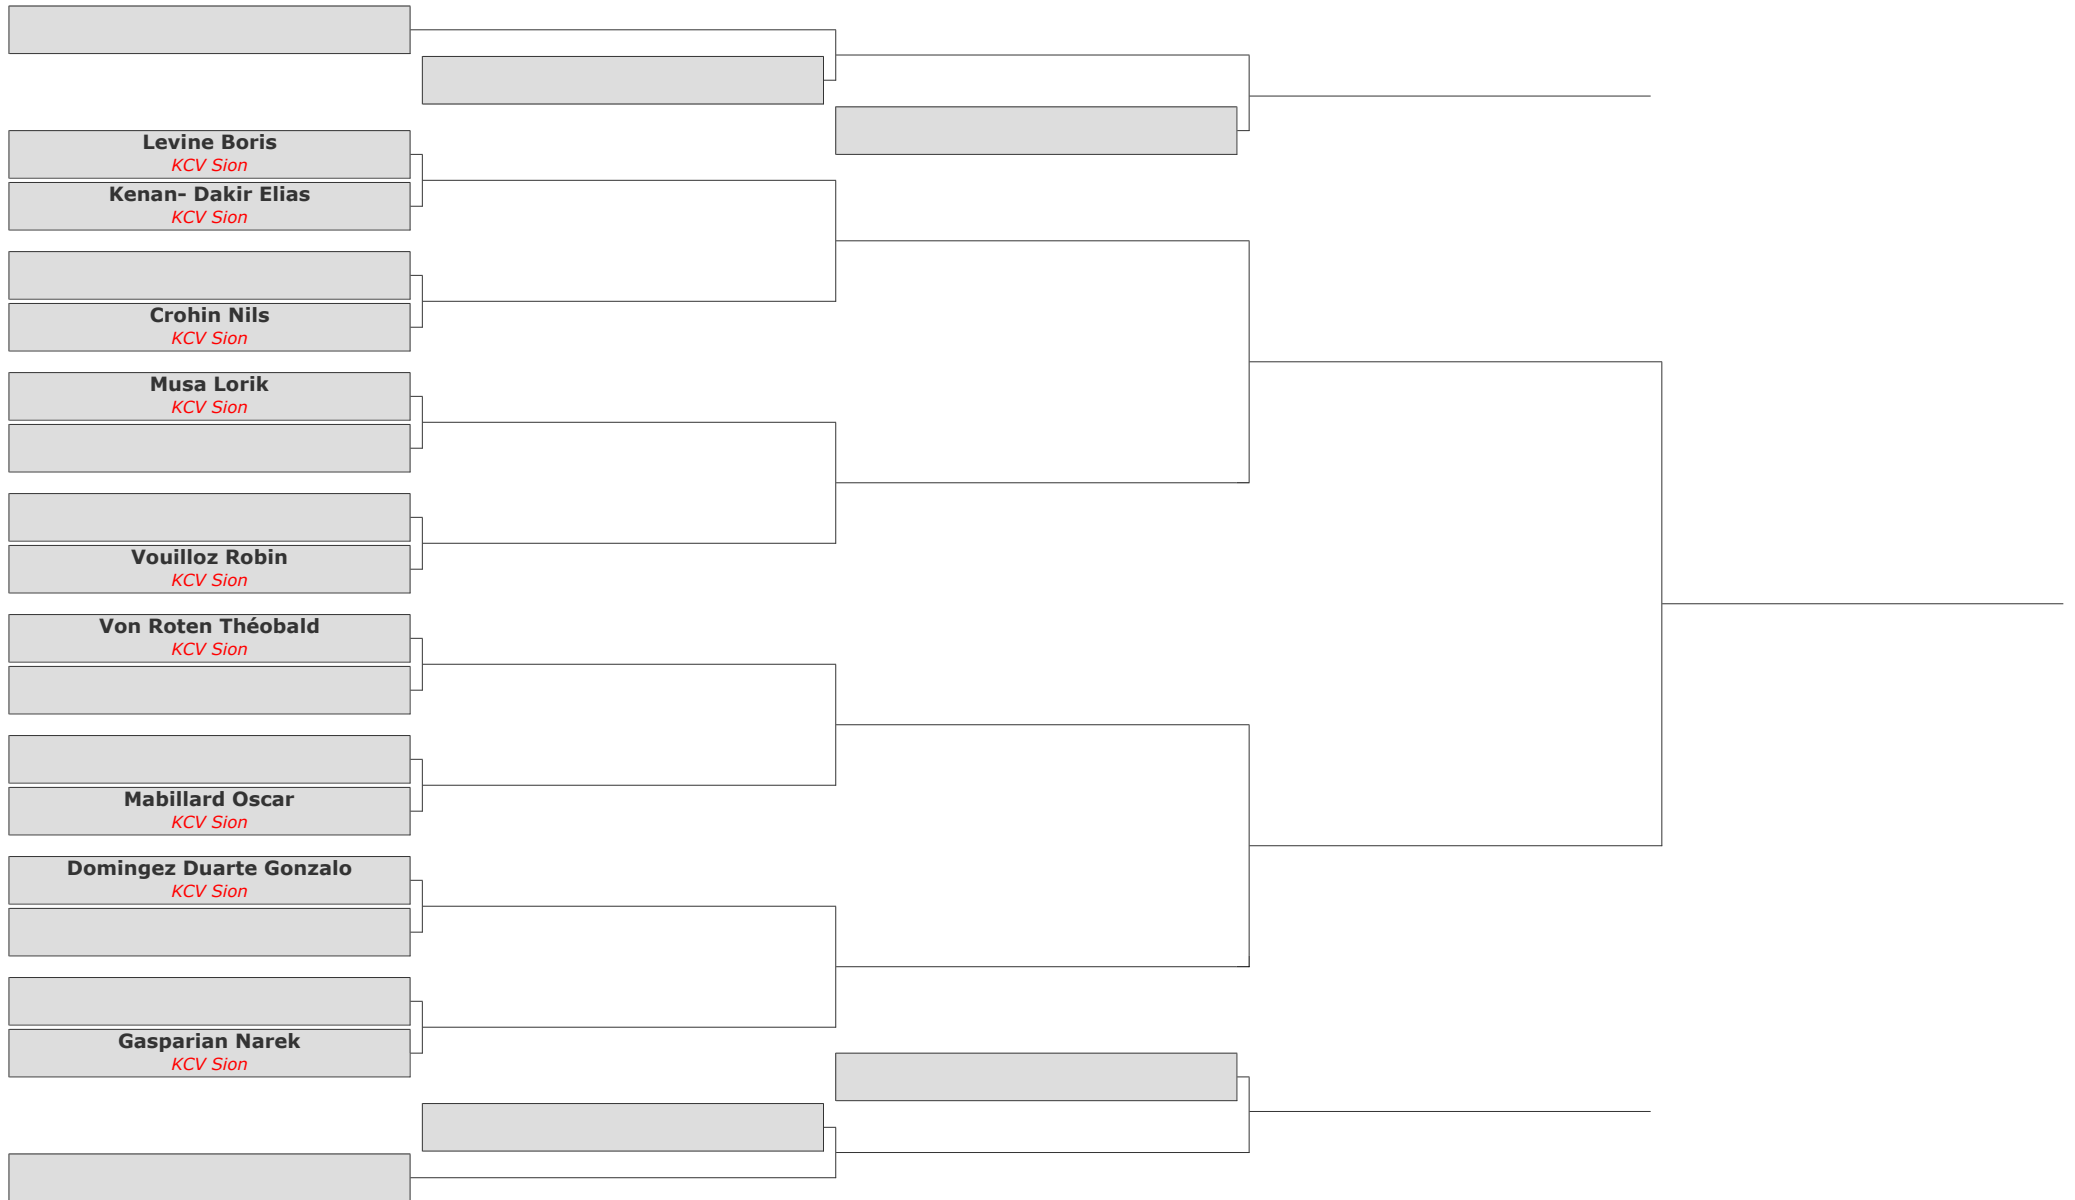 Levine Boris
KCV Sion
Kenan- Dakir Elias
KCV Sion
Crohin Nils
KCV Sion
Musa Lorik
KCV Sion
Vouilloz Robin
KCV Sion
Von Roten Théobald
KCV Sion
Mabillard Oscar
KCV Sion
Domingez Duarte Gonzalo
KCV Sion
Gasparian Narek
KCV Sion